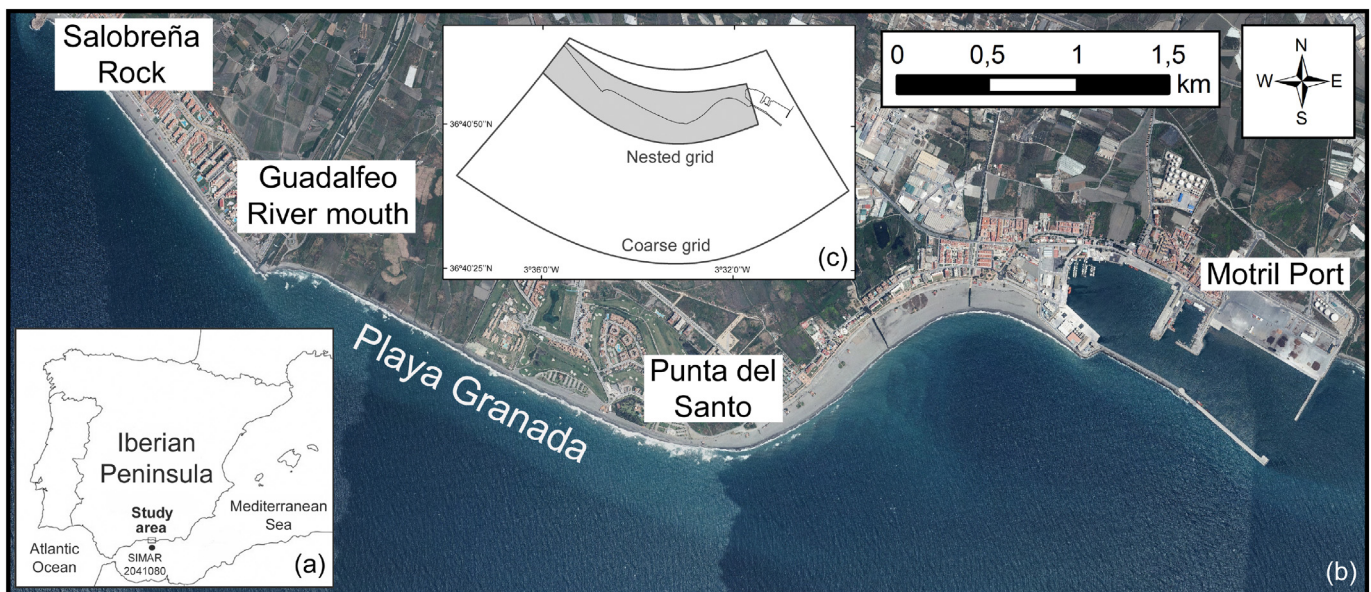 Salobreña
Rock
Guadalfeo
River mouth
Playa Granada
Punta del
Santo
Motril Port
0 0,5 1 1,5
km
N
W E
S
36°40'50"N
36°40'25"N
3°36'0"W 3°32'0"W
Nested grid
Coarse grid
(c)
Iberian
Peninsula
Mediterranean
Sea
Study
area
SIMAR
2041080
Atlantic
Ocean
(a)
(b)